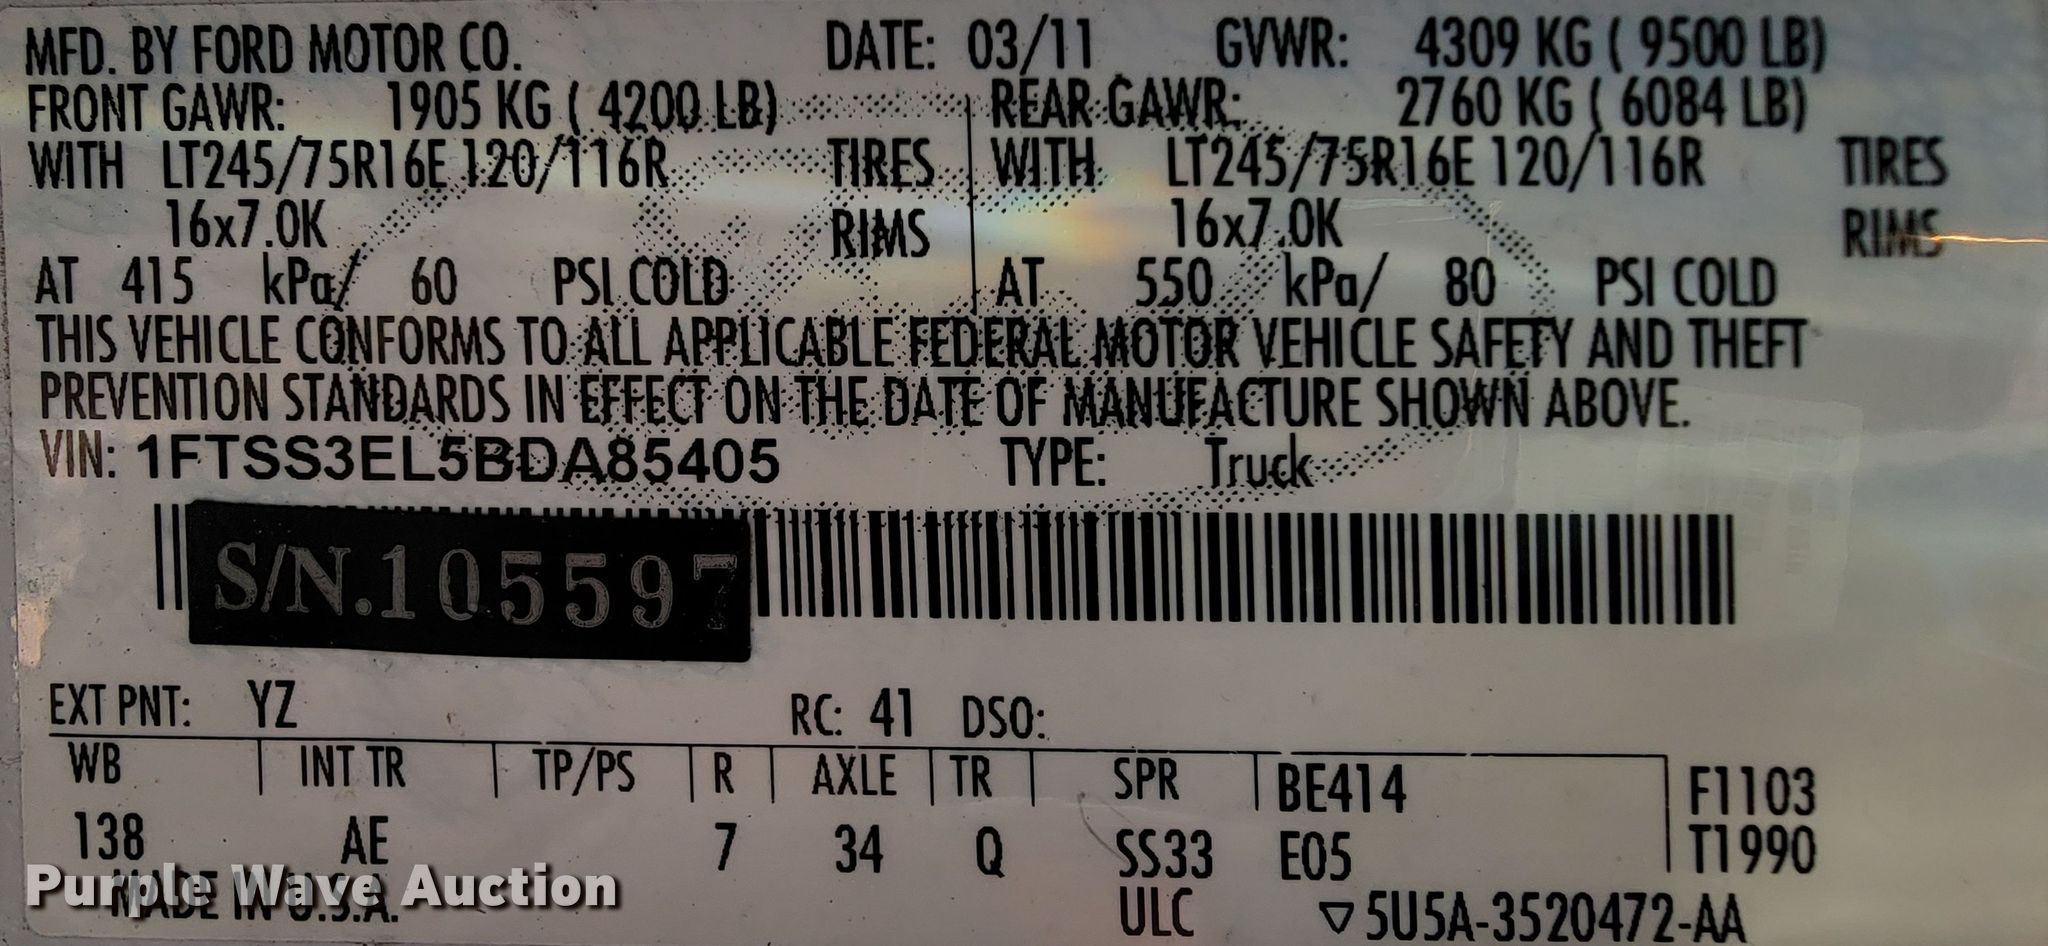 MFD. BY FORD MOTOR CO. DATE: 03/11 GVWR: 4309 KG ( 9500 LB)
FRONT GAWR: 1905 KG ( 4200 LB) REAR GAWR: 2760 KG ( 6084 LB)
WITH LT245/75R16E 120/116R TIRES WITH LT245/75R16E 120/116R TIRES
16x7.0K RIMS 16x7.0K RIMS
AT 415 kPa/ 60 PSI COLD AT 550 kPa/ 80 PSI COLD
THIS VEHICLE CONFORMS TO ALL APPLICABLE FEDERAL MOTOR VEHICLE SAFETY AND THEFT
PREVENTION STANDARDS IN EFFECT ON THE DATE OF MANUFACTURE SHOWN ABOVE.
VIN: 1FTSS3EL5BDA85405 TYPE: Truck
S/N.105597
EXT PNT: YZ RC: 41 DSO:
WB INT TR TP/PS R AXLE TR SPR BE414 F1103
138 AE 7 34 Q SS33 E05 T1990
MADE IN U.S.A. ULC ▽5U5A-3520472-AA
Purple Wave Auction